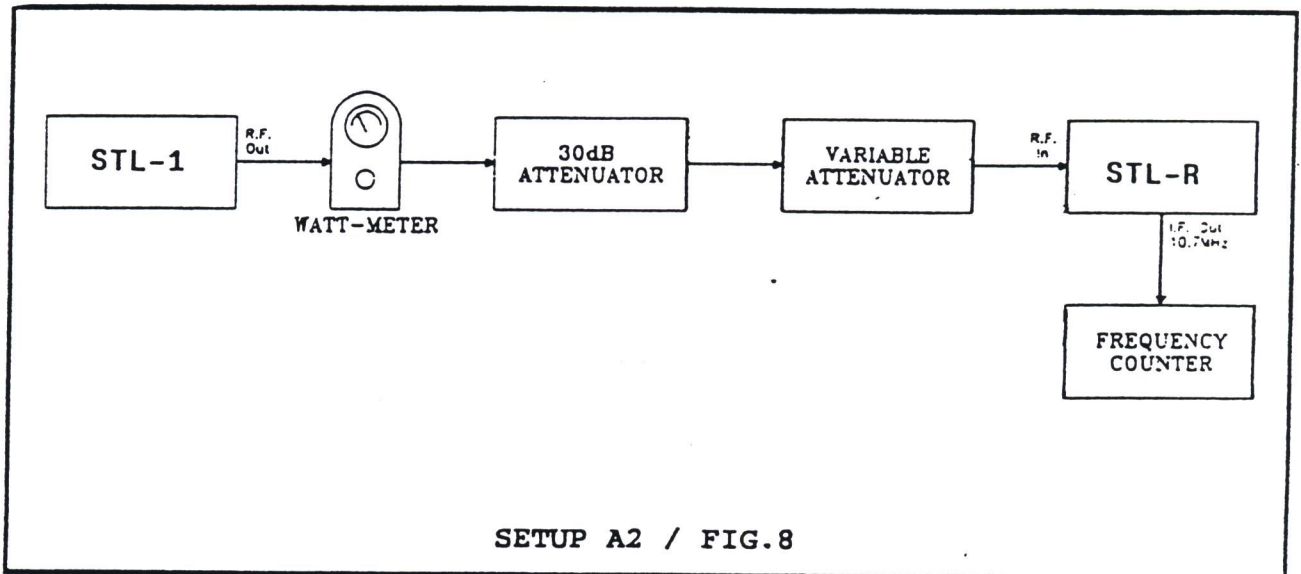 STL-1
R.F.
Out
WATT-METER
30dB
ATTENUATOR
VARIABLE
ATTENUATOR
R.F.
In
STL-R
I.F. Out
10.7MHz
FREQUENCY
COUNTER
SETUP A2 / FIG.8